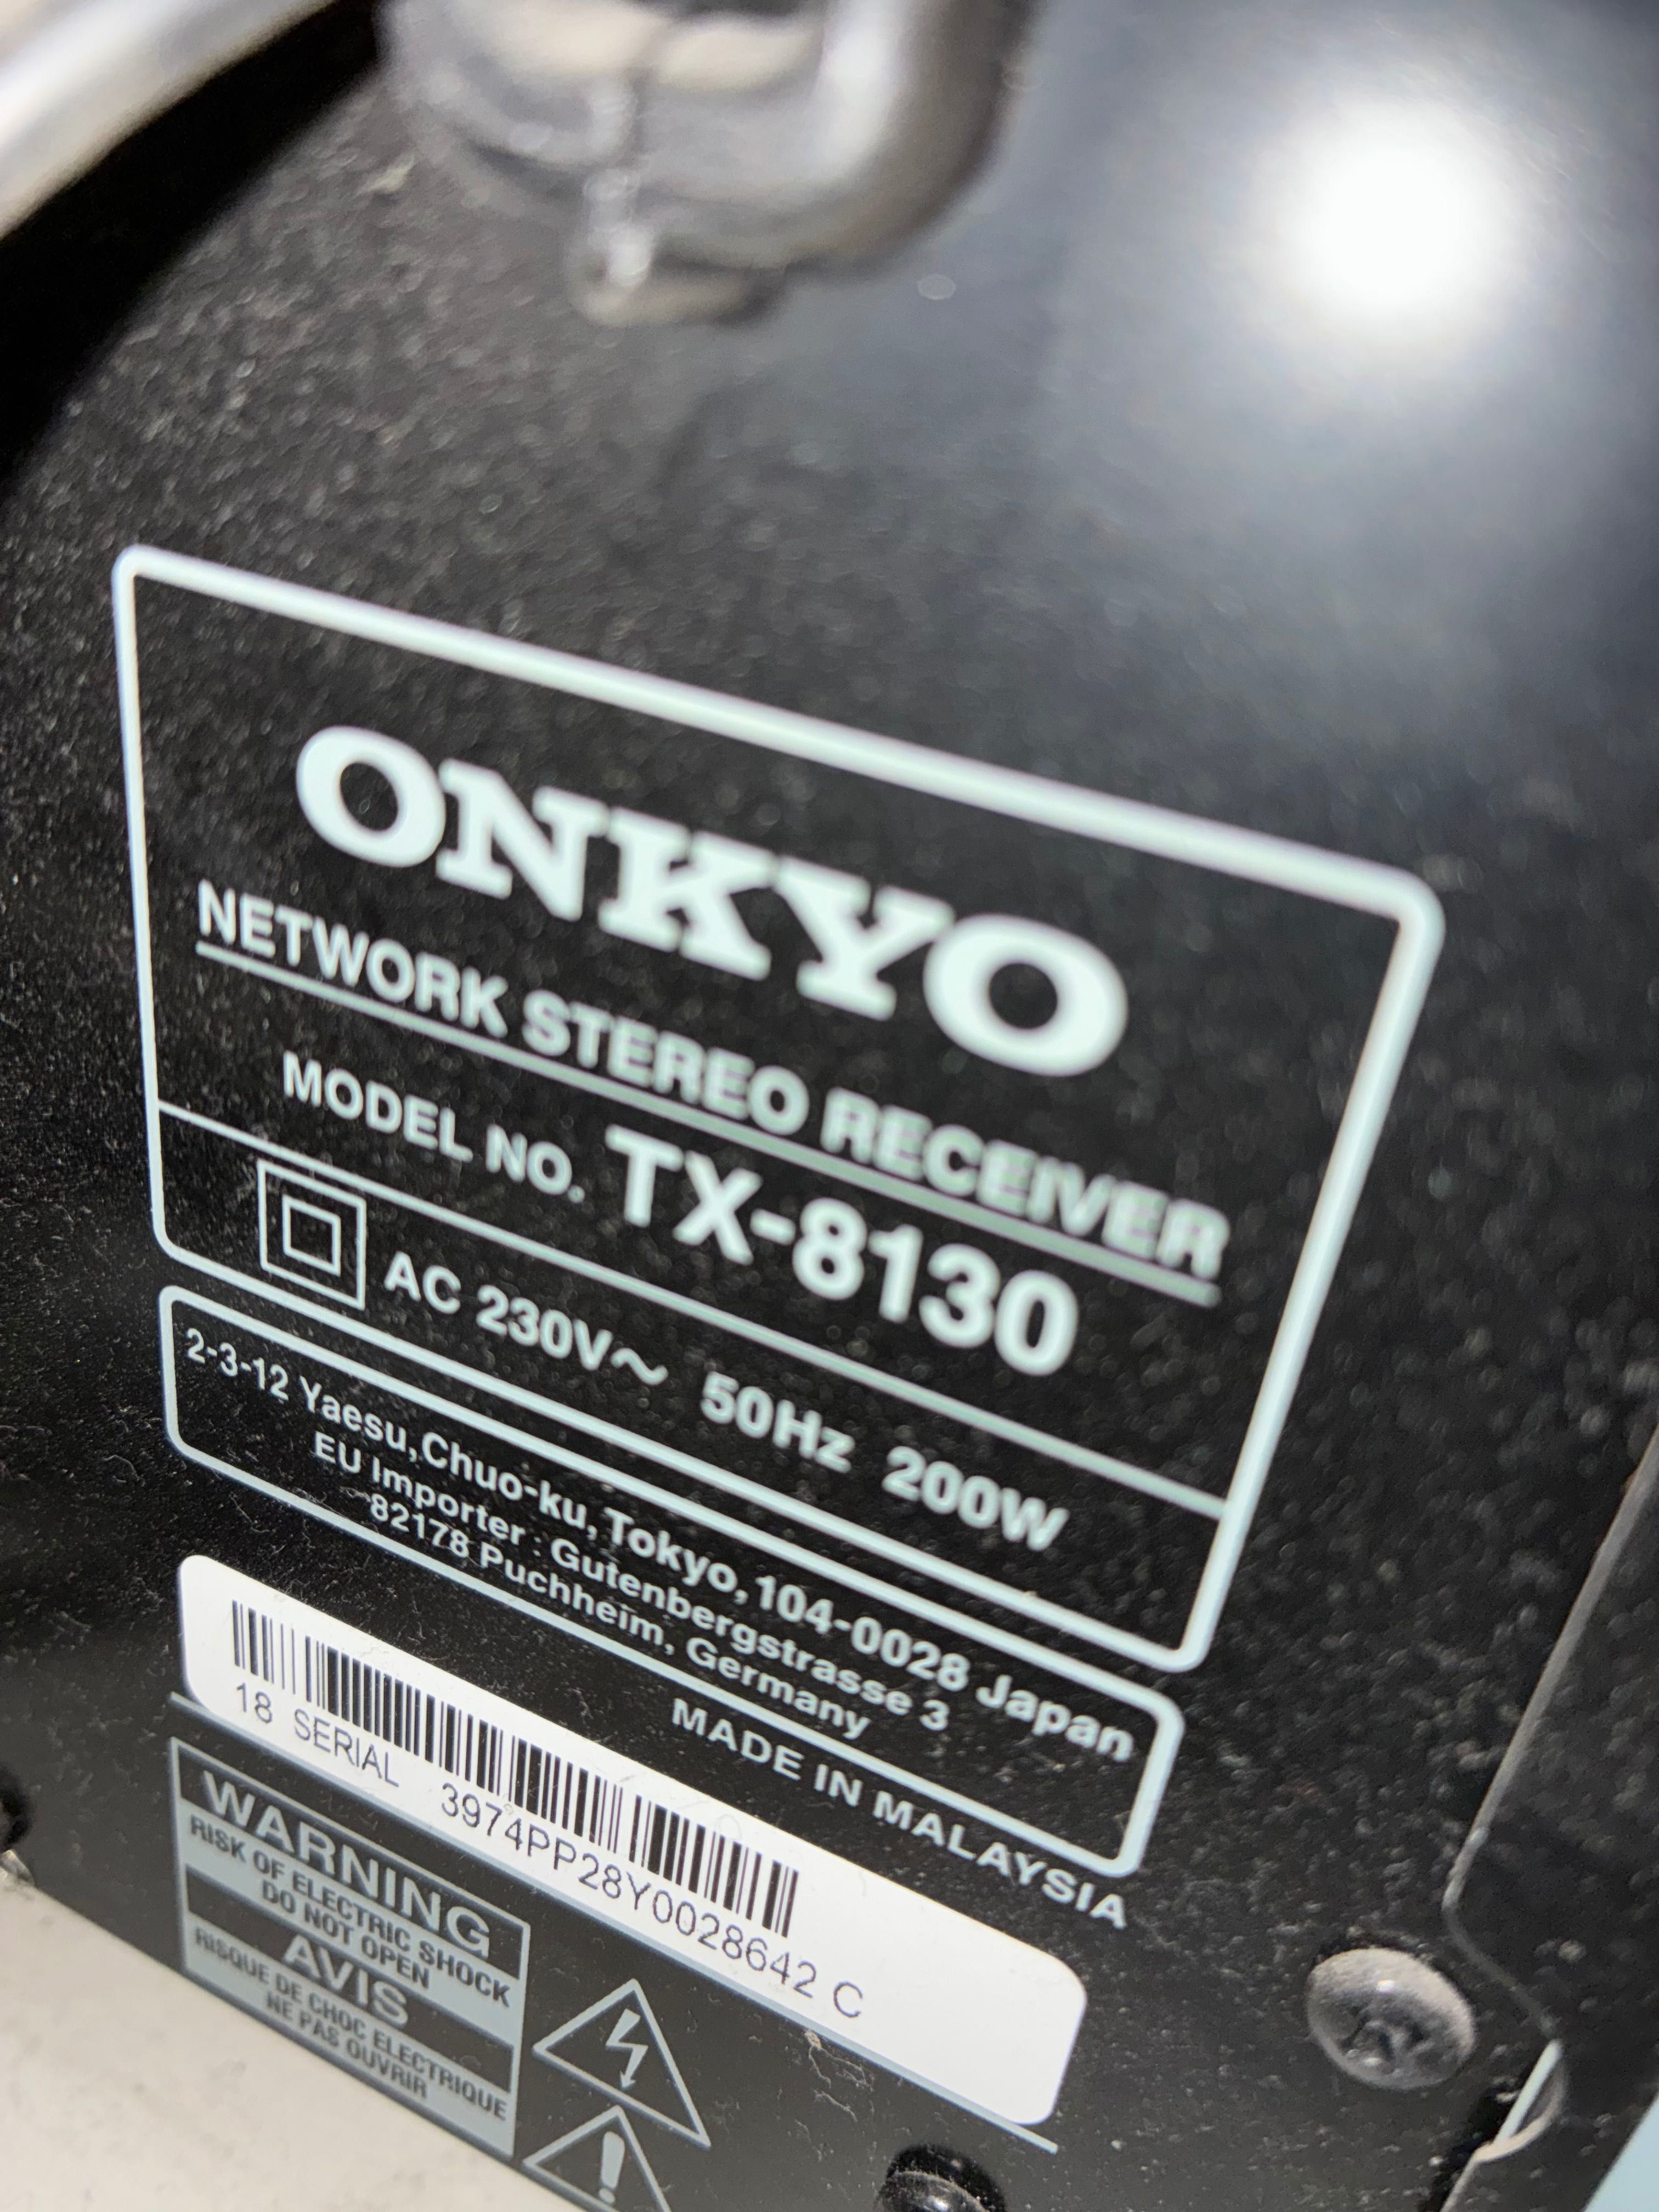 ONKYO
NETWORK STEREO RECEIVER
MODEL NO. TX-8130
AC 230V~ 50Hz 200W
2-3-12 Yaesu,Chuo-ku,Tokyo,104-0028 Japan
EU Importer : Gutenbergstrasse 3
82178 Puchheim, Germany
MADE IN MALAYSIA
18 SERIAL 3974PP28Y0028642 C
WARNING
RISK OF ELECTRIC SHOCK
DO NOT OPEN
AVIS
RISQUE DE CHOC ELECTRIQUE
NE PAS OUVRIR